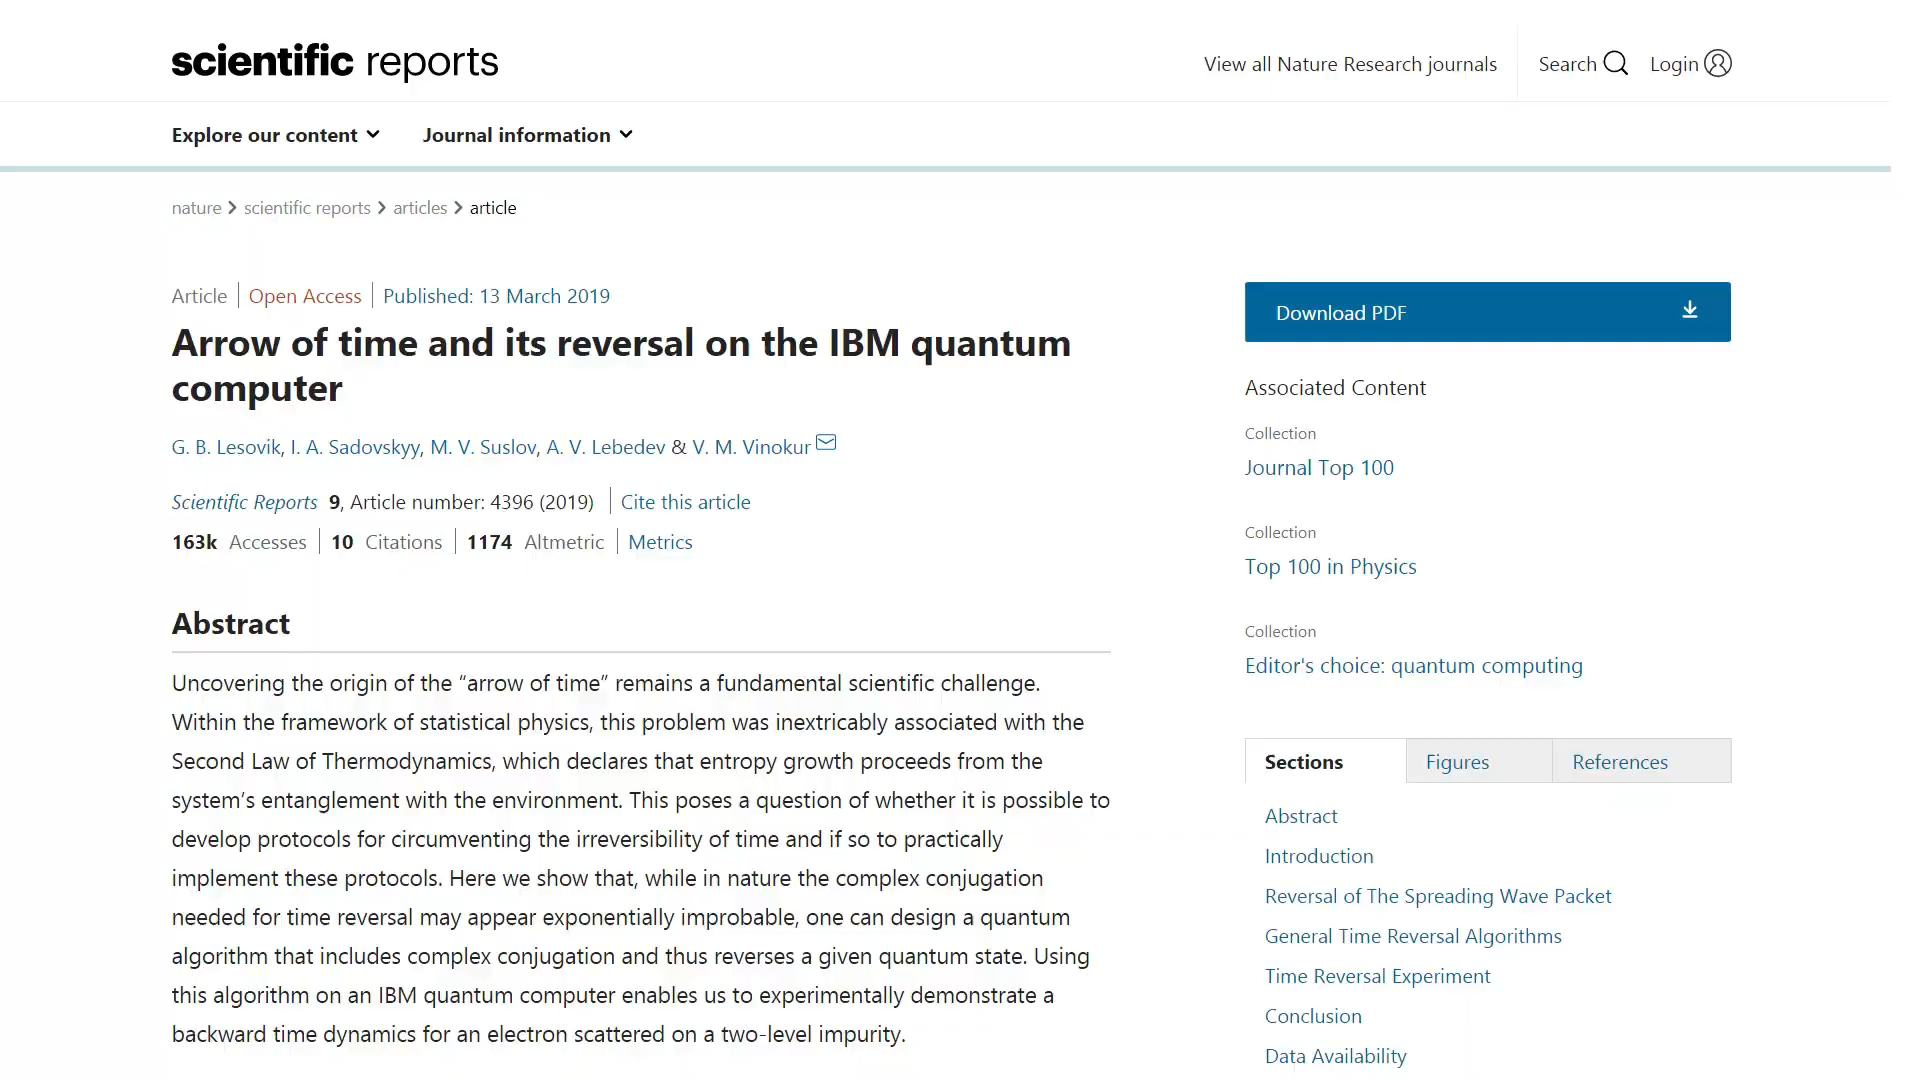 scientific reports
View all Nature Research journals
Search
Login
Explore our content
Journal information
nature > scientific reports > articles > article
Article | Open Access | Published: 13 March 2019
Arrow of time and its reversal on the IBM quantum
computer
G. B. Lesovik, I. A. Sadovskyy, M. V. Suslov, A. V. Lebedev & V. M. Vinokur
Scientific Reports 9, Article number: 4396 (2019) | Cite this article
163k Accesses | 10 Citations | 1174 Altmetric | Metrics
Abstract
Uncovering the origin of the “arrow of time” remains a fundamental scientific challenge.
Within the framework of statistical physics, this problem was inextricably associated with the
Second Law of Thermodynamics, which declares that entropy growth proceeds from the
system’s entanglement with the environment. This poses a question of whether it is possible to
develop protocols for circumventing the irreversibility of time and if so to practically
implement these protocols. Here we show that, while in nature the complex conjugation
needed for time reversal may appear exponentially improbable, one can design a quantum
algorithm that includes complex conjugation and thus reverses a given quantum state. Using
this algorithm on an IBM quantum computer enables us to experimentally demonstrate a
backward time dynamics for an electron scattered on a two-level impurity.
Download PDF
Associated Content
Collection
Journal Top 100
Collection
Top 100 in Physics
Collection
Editor's choice: quantum computing
Sections
Figures
References
Abstract
Introduction
Reversal of The Spreading Wave Packet
General Time Reversal Algorithms
Time Reversal Experiment
Conclusion
Data Availability